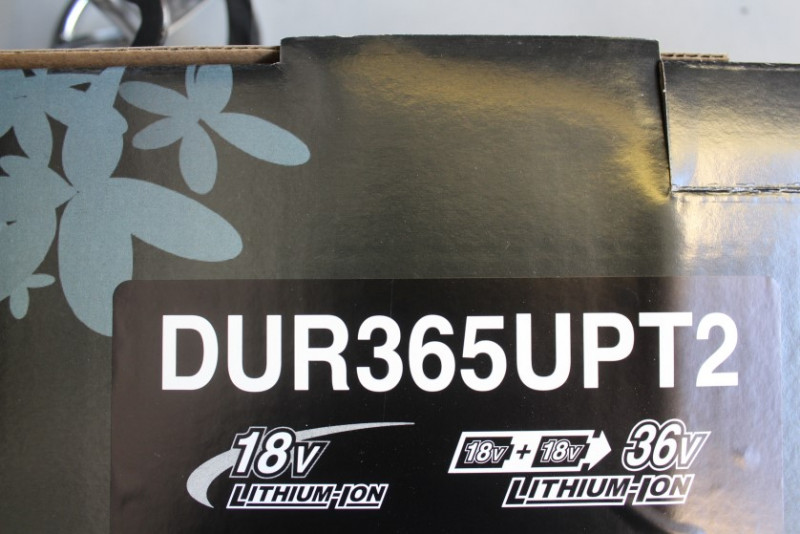 DUR365UPT2
18V 18V + 18V 36V
LITHIUM-ION LITHIUM-ION